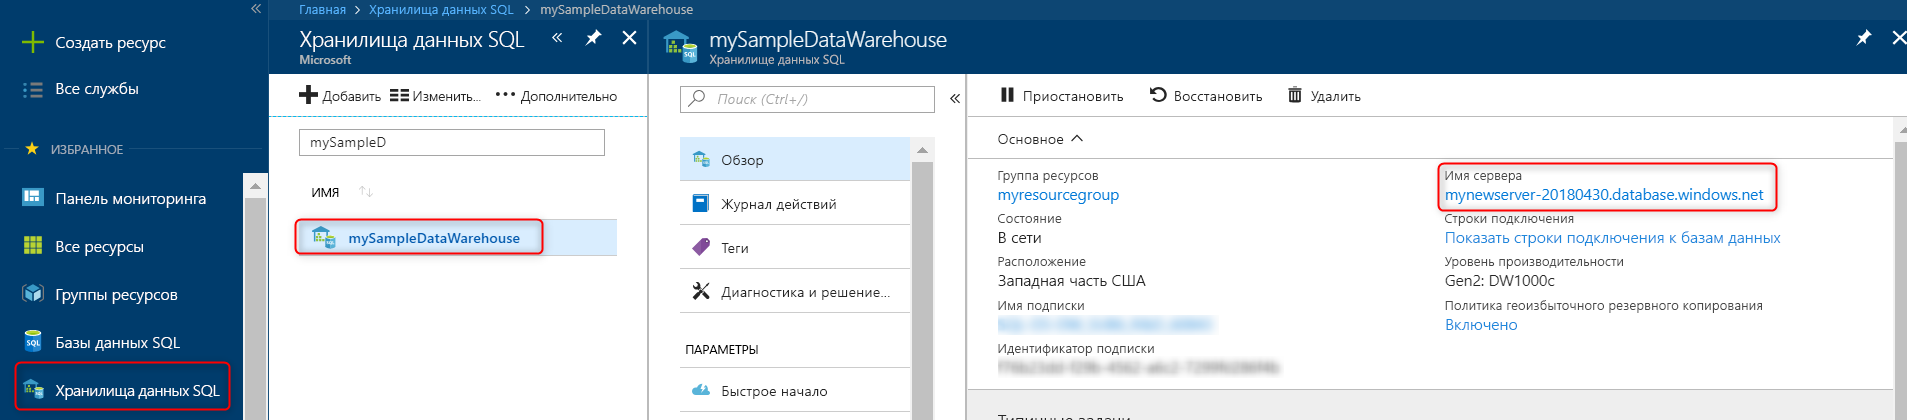 Главная > Хранилища данных SQL > mySampleDataWarehouse
Создать ресурс
Все службы
ИЗБРАННОЕ
Панель мониторинга
Все ресурсы
Группы ресурсов
Базы данных SQL
Хранилища данных SQL
Хранилища данных SQL
Microsoft
Добавить
Изменить...
Дополнительно
mySampleD
ИМЯ
mySampleDataWarehouse
mySampleDataWarehouse
Хранилище данных SQL
Поиск (Ctrl+/)
Обзор
Журнал действий
Теги
Диагностика и решение...
ПАРАМЕТРЫ
Быстрое начало
Приостановить
Восстановить
Удалить
Основное
Группа ресурсов
myresourcegroup
Состояние
В сети
Расположение
Западная часть США
Имя подписки
Идентификатор подписки
Имя сервера
mynewserver-20180430.database.windows.net
Строки подключения
Показать строки подключения к базам данных
Уровень производительности
Gen2: DW1000c
Политика геоизбыточного резервного копирования
Включено
Типичные задачи